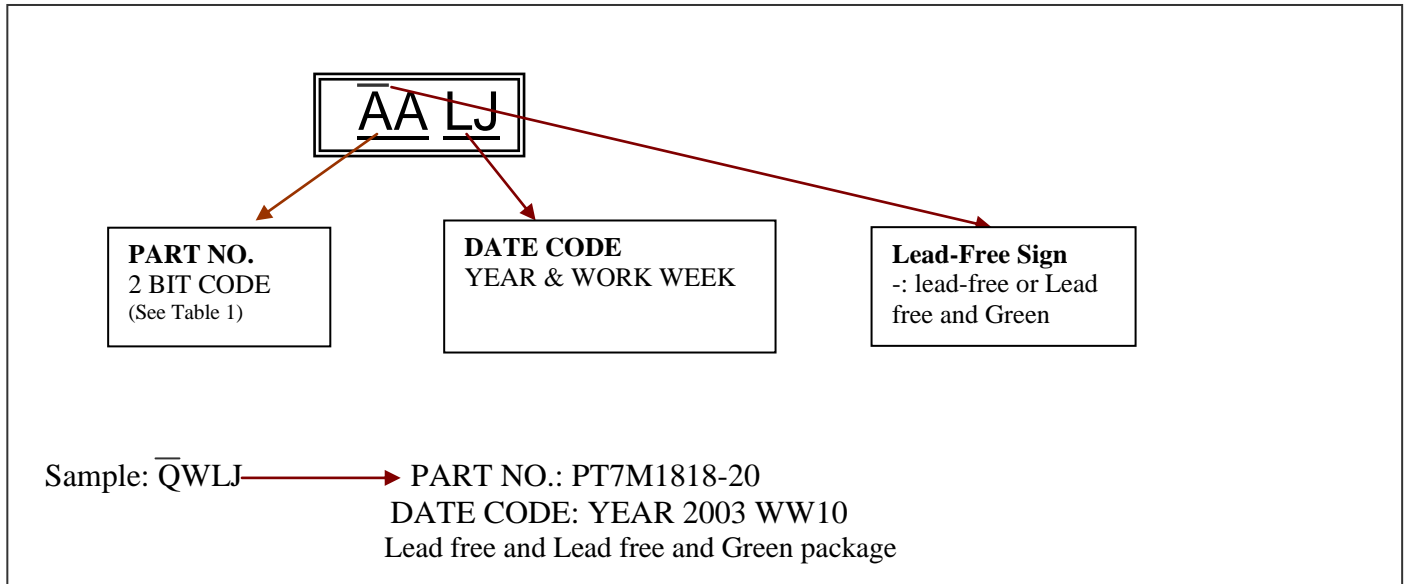 A̅A LJ
PART NO.
2 BIT CODE
(See Table 1)
DATE CODE
YEAR & WORK WEEK
Lead-Free Sign
-: lead-free or Lead
free and Green
Sample: Q̅WLJ PART NO.: PT7M1818-20
DATE CODE: YEAR 2003 WW10
Lead free and Lead free and Green package